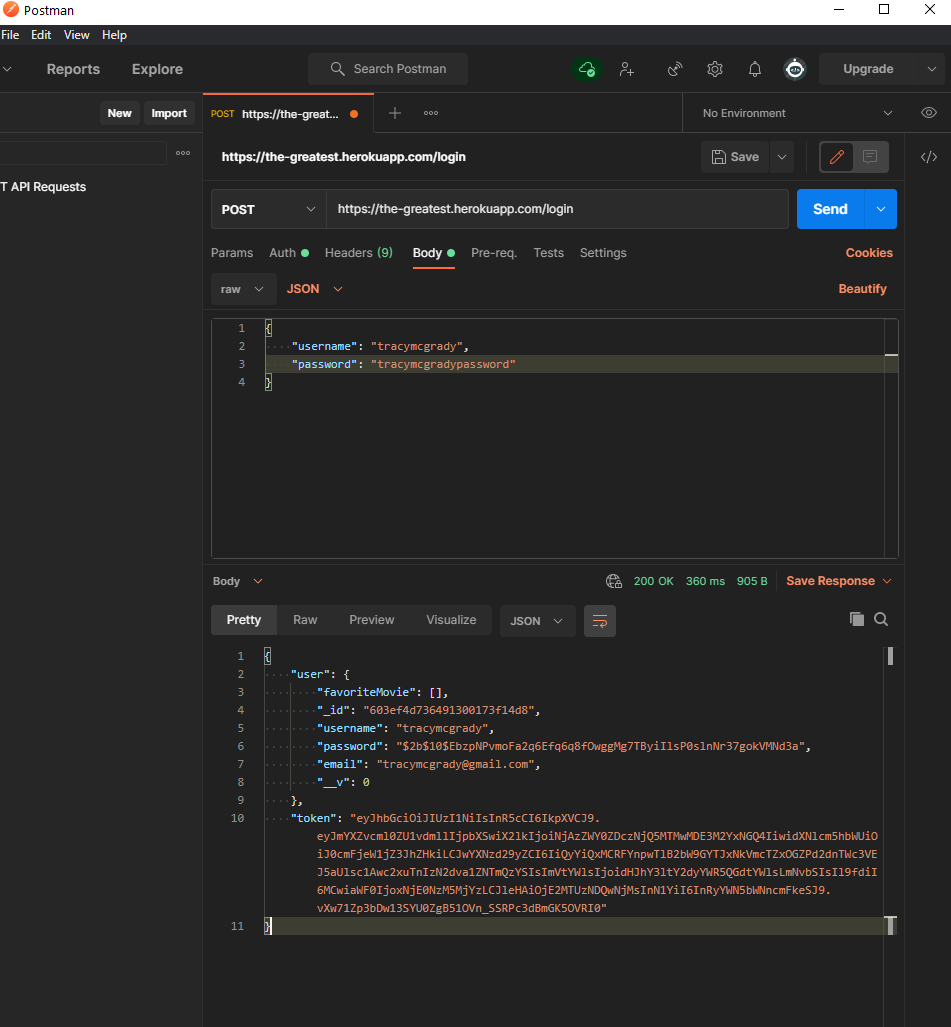 Postman
File Edit View Help
Reports Explore Search Postman Upgrade
New Import POST https://the-great... No Environment
https://the-greatest.herokuapp.com/login Save
T API Requests
POST https://the-greatest.herokuapp.com/login Send
Params Auth Headers (9) Body Pre-req. Tests Settings Cookies
raw JSON Beautify
1 {
2 "username": "tracymcgrady",
3 "password": "tracymcgradypassword"
4 }
Body 200 OK 360 ms 905 B Save Response
Pretty Raw Preview Visualize JSON
1 {
2 "user": {
3 "favoriteMovie": [],
4 "_id": "603ef4d736491300173f14d8",
5 "username": "tracymcgrady",
6 "password": "$2b$10$EbzpNPvmoFa2q6Efq6q8fOwggMg7TByiIlsP0slnNr37gokVMNd3a",
7 "email": "tracymcgrady@gmail.com",
8 "__v": 0
9 },
10 "token": "eyJhbGciOiJIUzI1NiIsInR5cCI6IkpXVCJ9.
eyJmYXZvcml0ZU1vdmllIjpbXSwiX2lkIjoiNjAzZWY0ZDczNjQ5MTMwMDE3M2YxNGQ4IiwidXNlcm5hbWUiO
iJ0cmFjeW1jZ3JhZHkiLCJwYXNzd29yZCI6IiQyYiQxMCRFYnpwTlB2bW9GYTJxNkVmcTZxOGZPd2dnTWc3VE
J5aUlsc1Awc2xuTnIzN2dva1ZNTmQzYSIsImVtYWlsIjoidHJhY3ltY2dyYWR5QGdtYWlsLmNvbSIsIl9fdiI
6MCwiaWF0IjoxNjE0NzM5MjYzLCJleHAiOjE2MTUzNDQwNjMsInN1YiI6InRyYWN5bWNncmFkeSJ9.
vXw71Zp3bDw13SYU0ZgB51OVn_SSRPc3dBmGK5OVRI0"
11 }